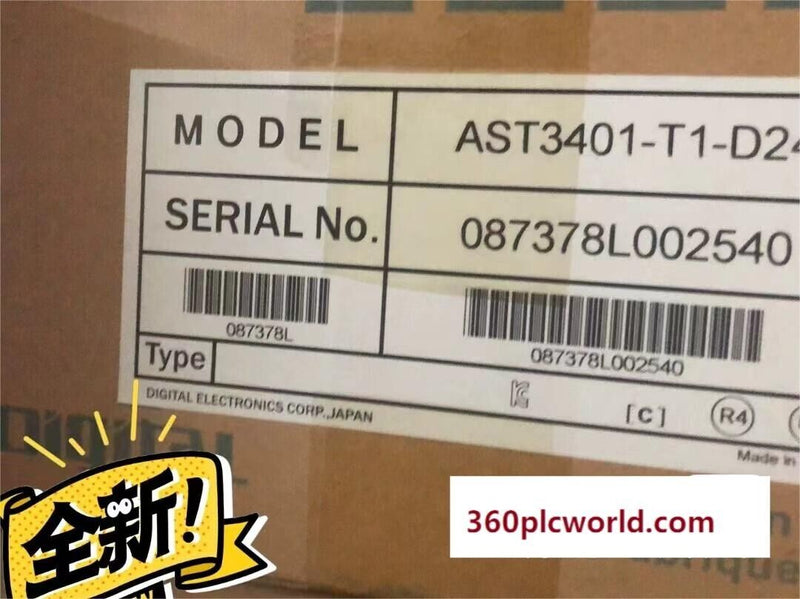 MODEL
AST3401-T1-D24
SERIAL No.
087378L002540
087378L
087378L002540
Type
DIGITAL ELECTRONICS CORP.JAPAN
[C]
R4
Made in
全新!
360plcworld.com